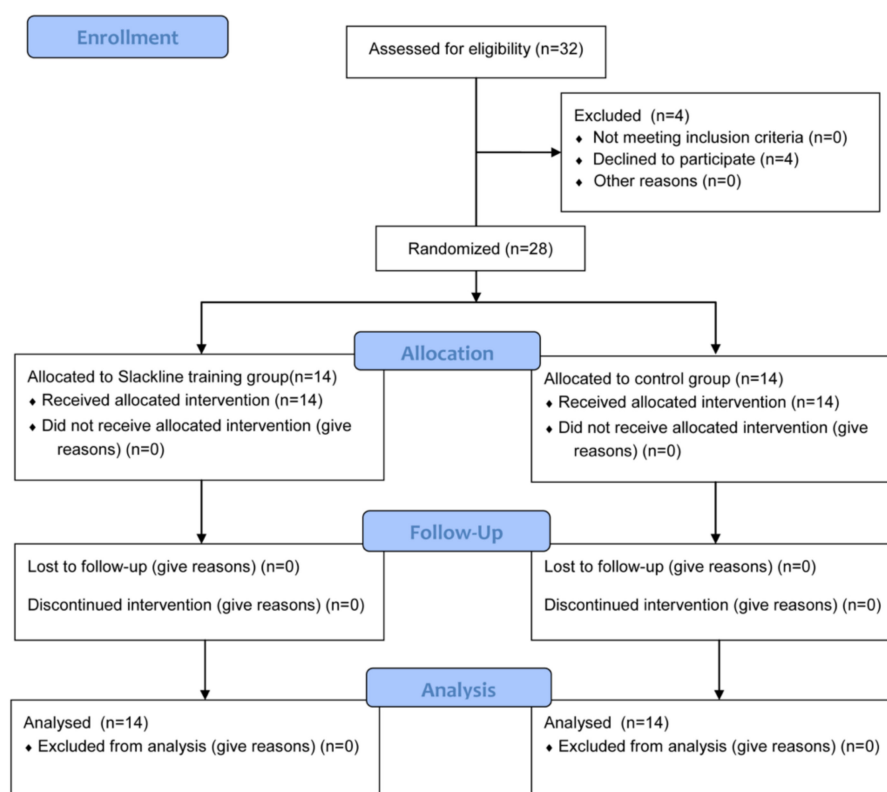 Enrollment
Assessed for eligibility (n=32)
Excluded (n=4)
♦ Not meeting inclusion criteria (n=0)
♦ Declined to participate (n=4)
♦ Other reasons (n=0)
Randomized (n=28)
Allocation
Allocated to Slackline training group(n=14)
♦ Received allocated intervention (n=14)
♦ Did not receive allocated intervention (give
reasons) (n=0)
Allocated to control group (n=14)
♦ Received allocated intervention (n=14)
♦ Did not receive allocated intervention (give
reasons) (n=0)
Follow-Up
Lost to follow-up (give reasons) (n=0)
Discontinued intervention (give reasons) (n=0)
Lost to follow-up (give reasons) (n=0)
Discontinued intervention (give reasons) (n=0)
Analysis
Analysed (n=14)
♦ Excluded from analysis (give reasons) (n=0)
Analysed (n=14)
♦ Excluded from analysis (give reasons) (n=0)